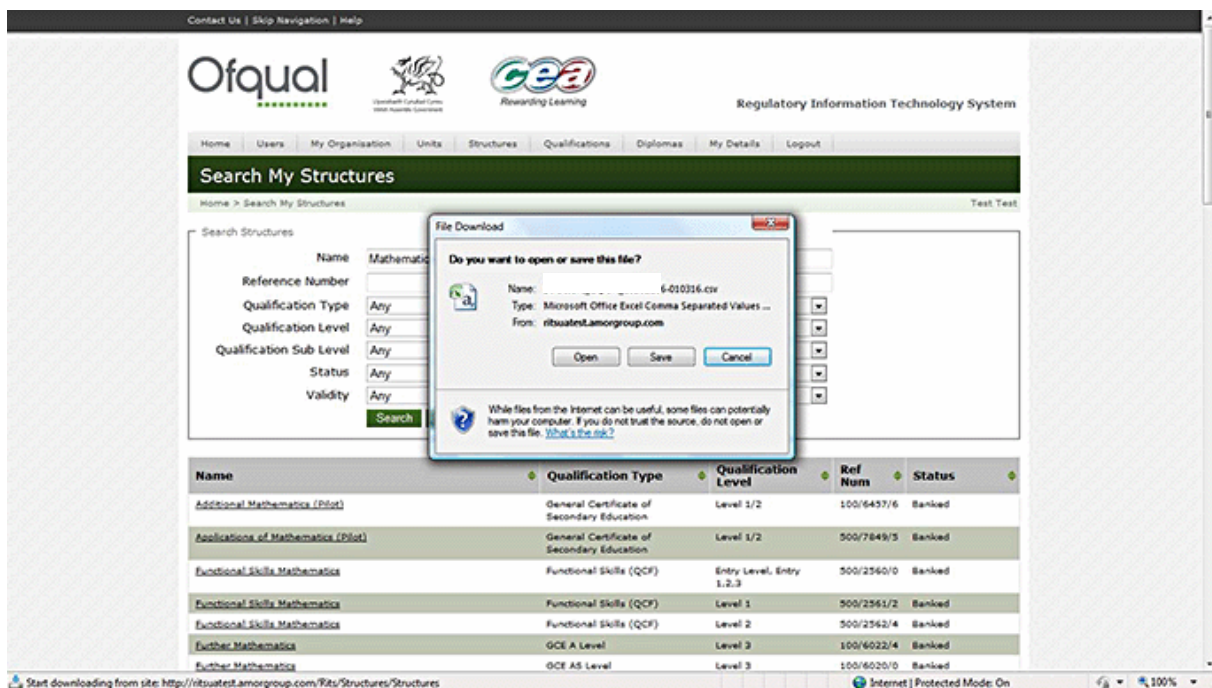 Contact Us | Skip Navigation | Help
Ofqual
cea
Rewarding Learning
Regulatory Information Technology System
Home Users My Organisation Units Structures Qualifications Diplomas My Details Logout
Search My Structures
Home > Search My Structures Test Test
Search Structures
Name Mathematic
Reference Number
Qualification Type Any
Qualification Level Any
Qualification Sub Level Any
Status Any
Validity Any
Search
File Download
Do you want to open or save this file?
Name: 6-010316.csv
Type: Microsoft Office Excel Comma Separated Values ...
From: ritsuatest.amorgroup.com
Open Save Cancel
While files from the Internet can be useful, some files can potentially
harm your computer. If you do not trust the source, do not open or
save this file. What's the risk?
Name Qualification Type Qualification Level Ref Num Status
Additional Mathematics (Pilot) General Certificate of Secondary Education Level 1/2 100/6457/6 Banked
Applications of Mathematics (Pilot) General Certificate of Secondary Education Level 1/2 500/7849/5 Banked
Functional Skills Mathematics Functional Skills (QCF) Entry Level, Entry 1,2,3 500/2560/0 Banked
Functional Skills Mathematics Functional Skills (QCF) Level 1 500/2561/2 Banked
Functional Skills Mathematics Functional Skills (QCF) Level 2 500/2562/4 Banked
Further Mathematics GCE A Level Level 3 100/6022/4 Banked
Further Mathematics GCE AS Level Level 3 100/6020/0 Banked
Start downloading from site: http://ritsuatest.amorgroup.com/Rits/Structures/Structures Internet | Protected Mode: On 100%